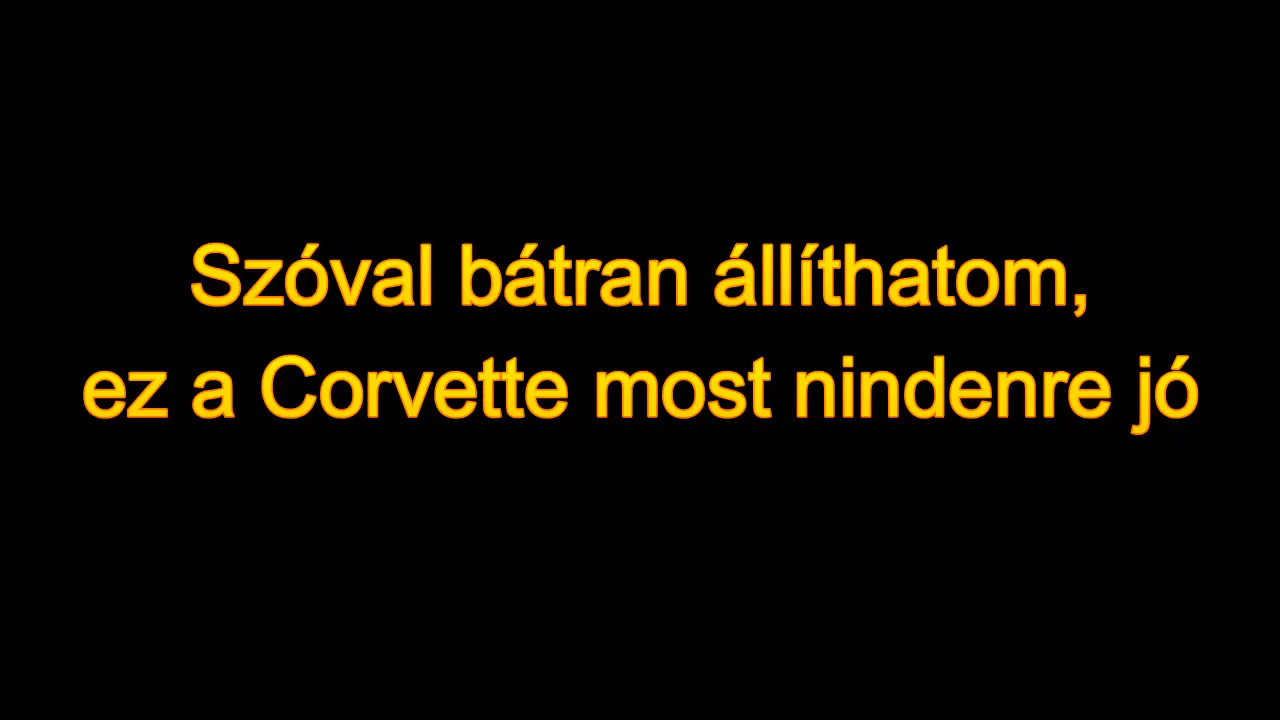 Szóval bátran állíthatom,
ez a Corvette most nindenre jó